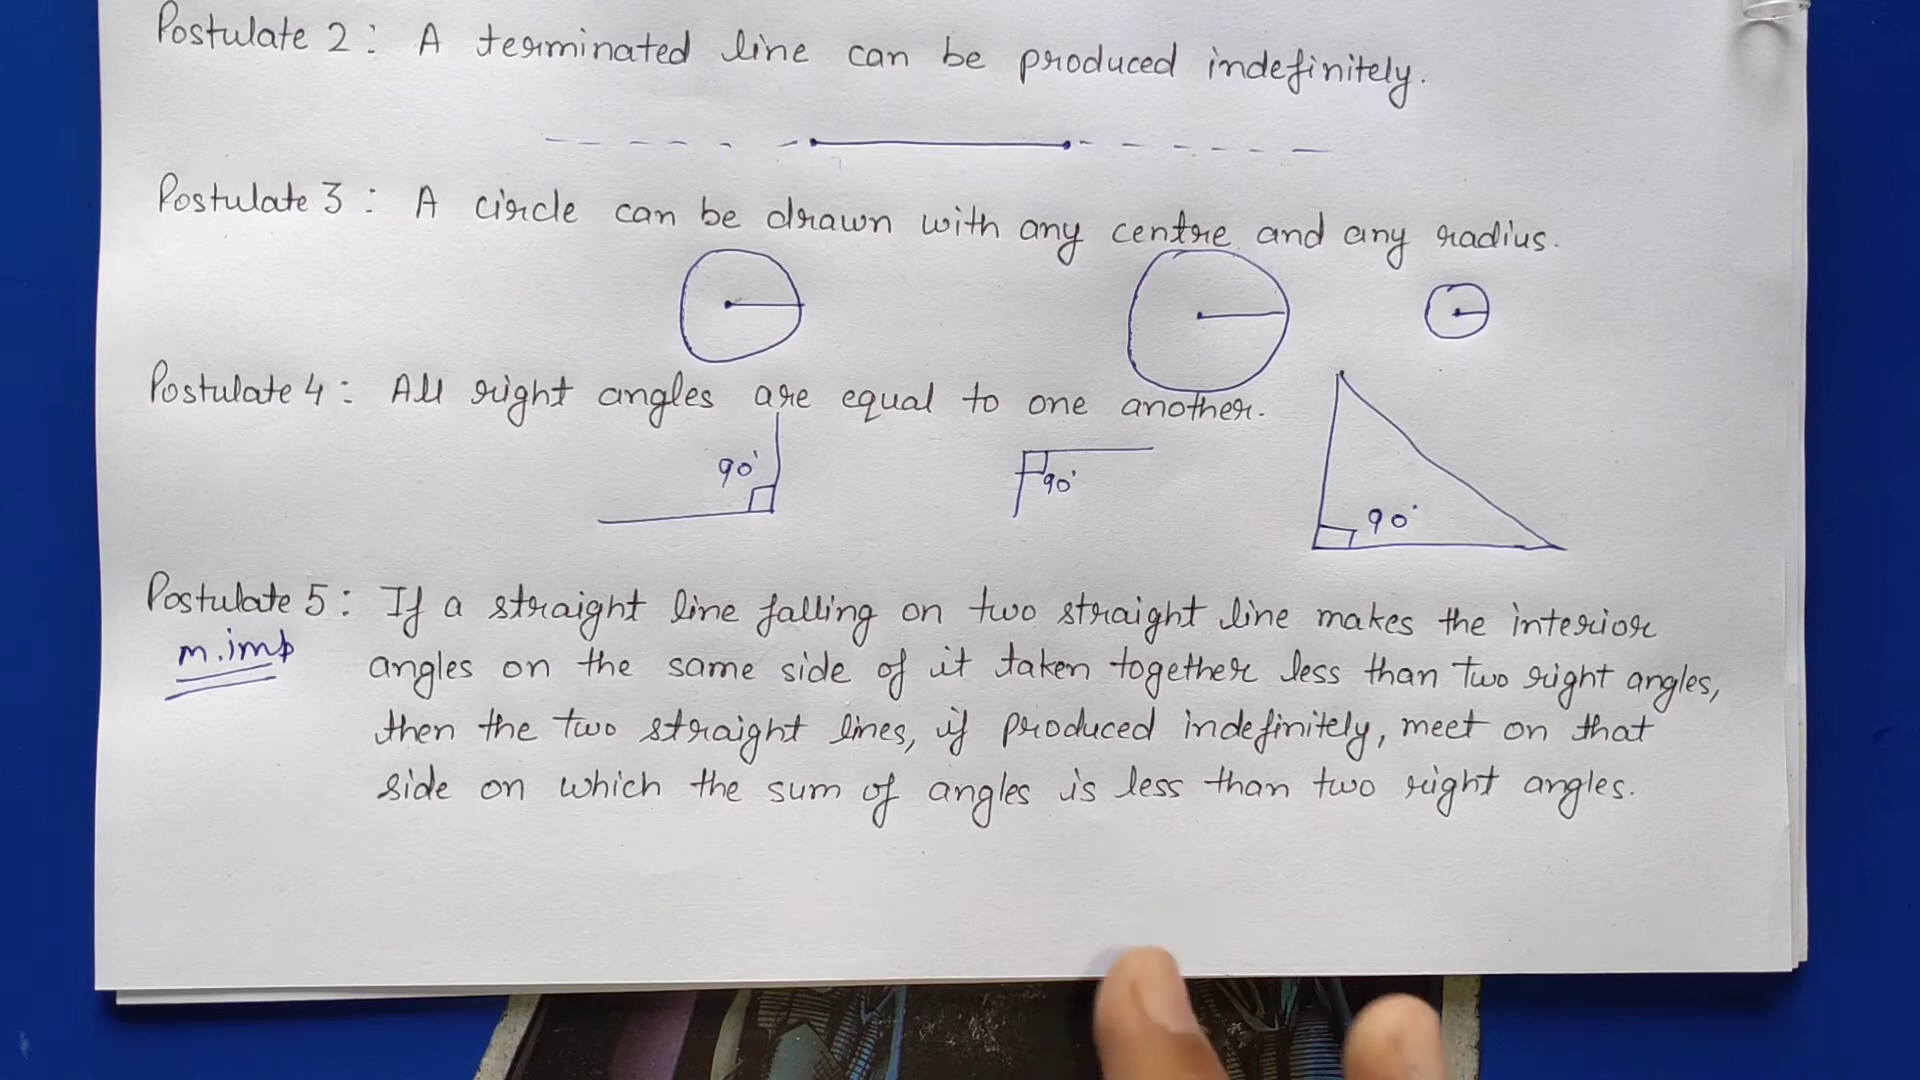 Postulate 2: A terminated line can be produced indefinitely.
Postulate 3: A circle can be drawn with any centre and any radius.
Postulate 4: All right angles are equal to one another.
90°
90°
90°
Postulate 5: If a straight line falling on two straight line makes the interior
m.imp
angles on the same side of it taken together less than two right angles,
then the two straight lines, if produced indefinitely, meet on that
side on which the sum of angles is less than two right angles.